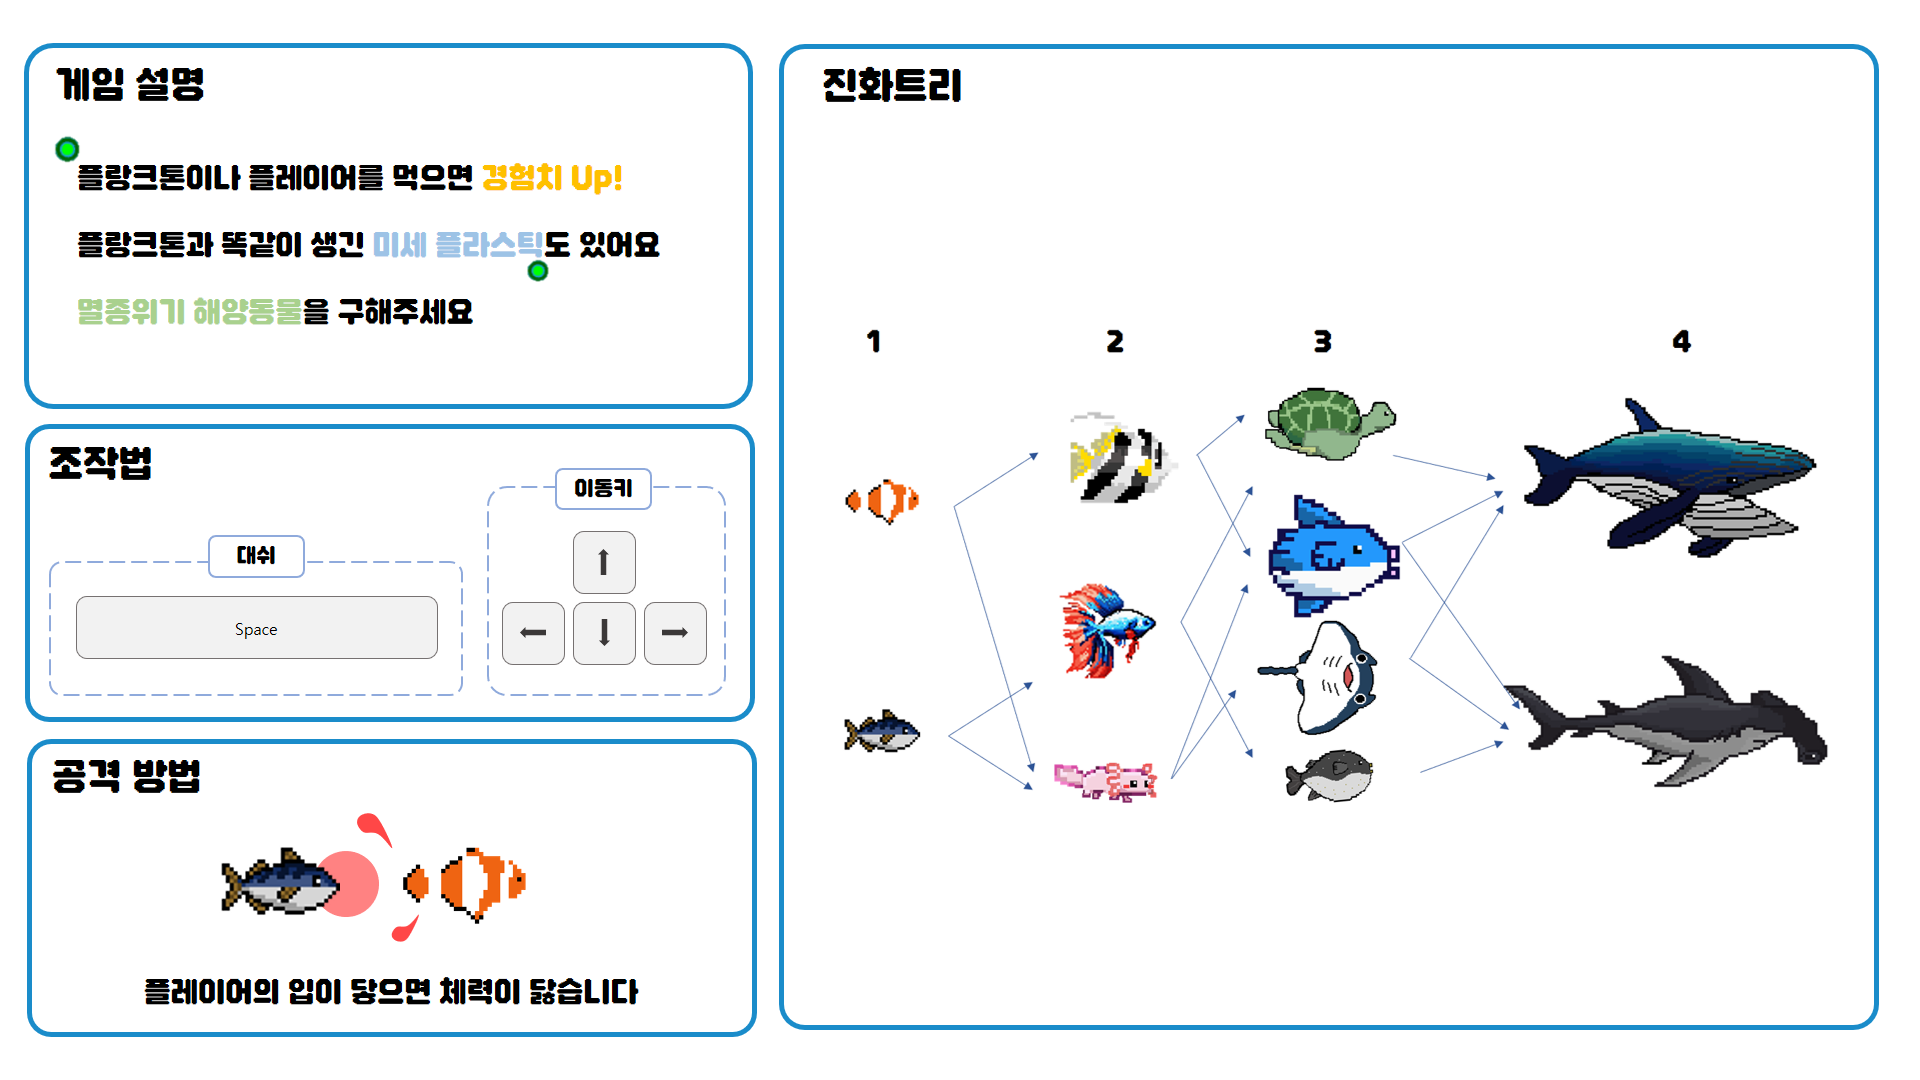 게임 설명
플랑크톤이나 플레이어를 먹으면 경험치 Up!
플랑크톤과 똑같이 생긴 미세 플라스틱도 있어요
멸종위기 해양동물을 구해주세요
조작법
이동키
대쉬
Space
공격 방법
플레이어의 입이 닿으면 체력이 닳습니다
진화트리
1 2 3 4